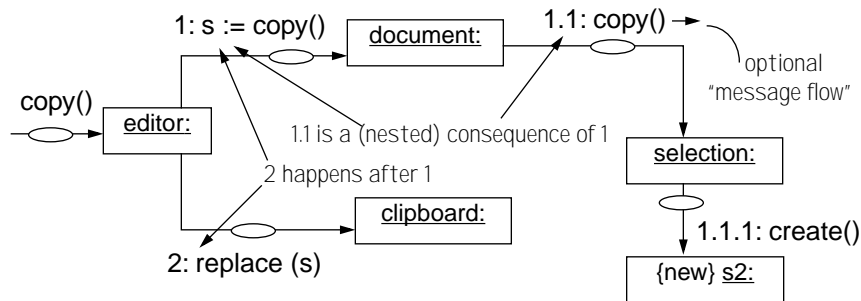 1: s := copy()
document:
1.1: copy()
optional
"message flow"
copy()
editor:
1.1 is a (nested) consequence of 1
selection:
2 happens after 1
clipboard:
2: replace (s)
1.1.1: create()
{new} s2: